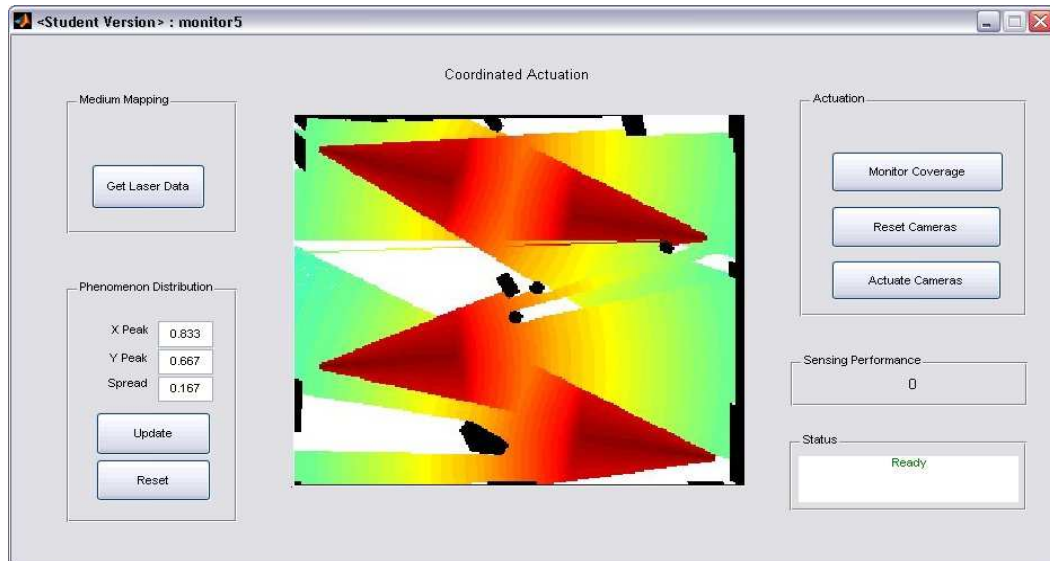 <Student Version> : monitor5
Coordinated Actuation
Medium Mapping
Get Laser Data
Phenomenon Distribution
X Peak 0.833
Y Peak 0.667
Spread 0.167
Update
Reset
Actuation
Monitor Coverage
Reset Cameras
Actuate Cameras
Sensing Performance
0
Status
Ready